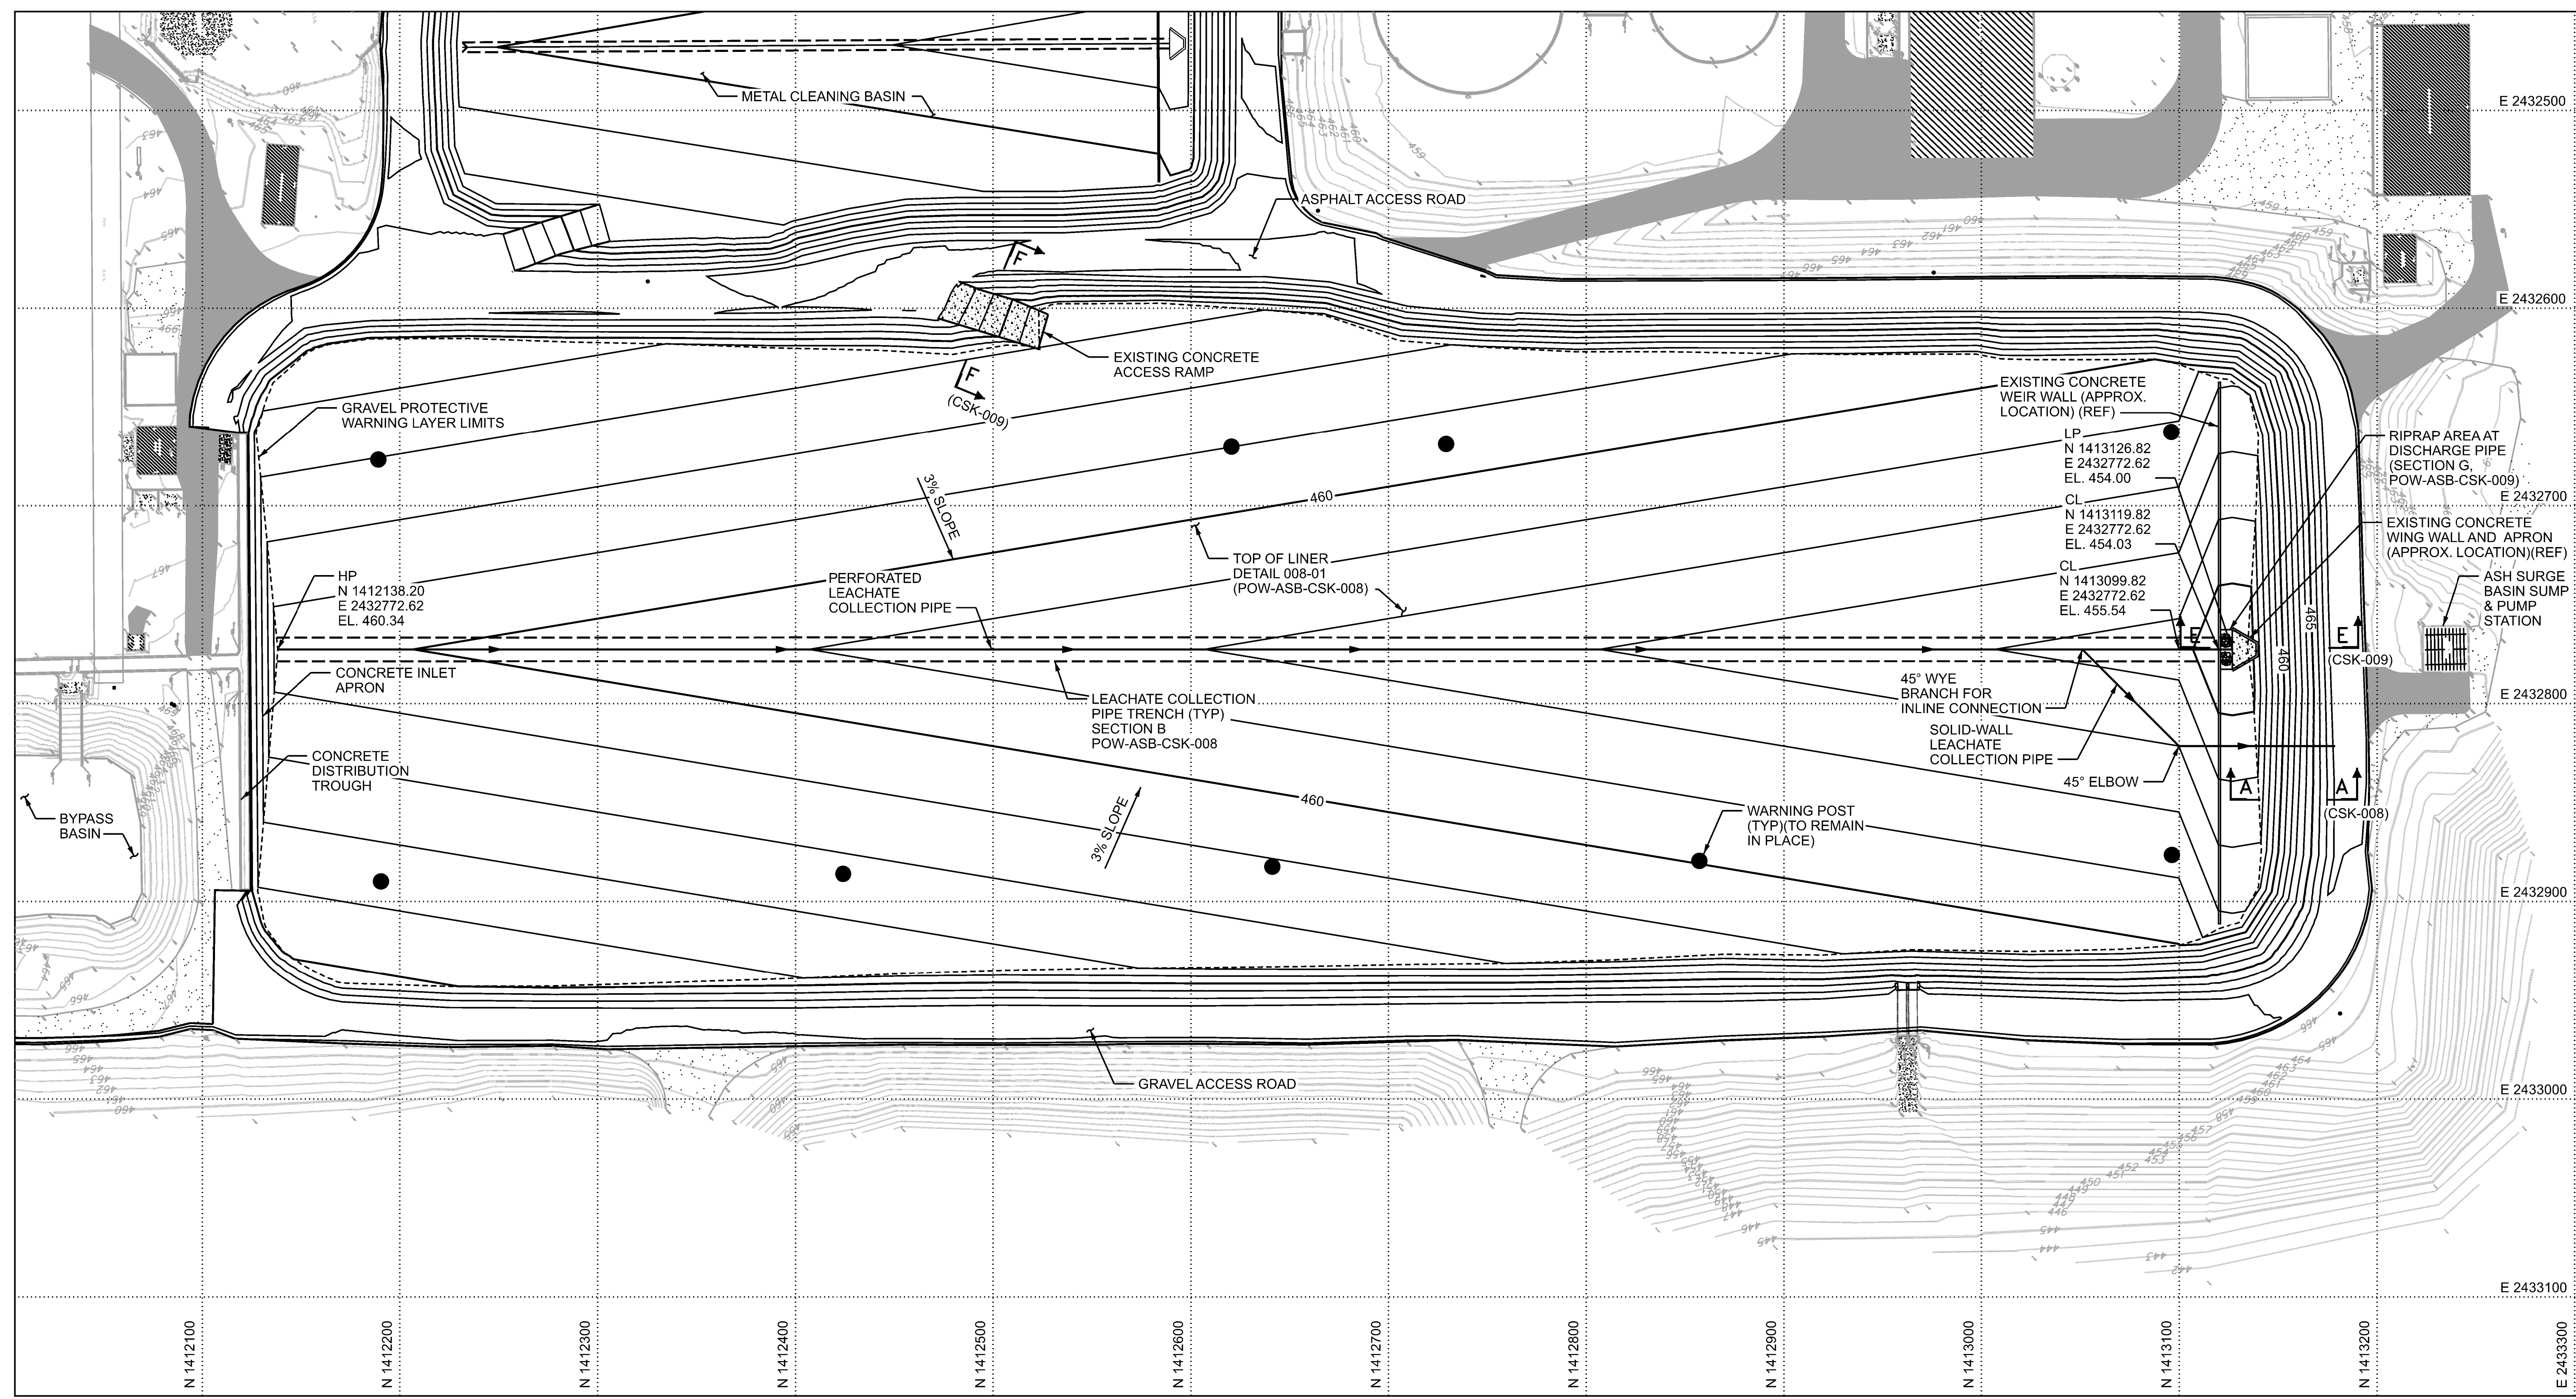 METAL CLEANING BASIN
ASPHALT ACCESS ROAD
E 2432500
F
E 2432600
EXISTING CONCRETE
ACCESS RAMP
F
(CSK-009)
GRAVEL PROTECTIVE
WARNING LAYER LIMITS
EXISTING CONCRETE
WEIR WALL (APPROX.
LOCATION) (REF)
LP
N 1413126.82
E 2432772.62
EL. 454.00
CL
N 1413119.82
E 2432772.62
EL. 454.03
CL
N 1413099.82
E 2432772.62
EL. 455.54
RIPRAP AREA AT
DISCHARGE PIPE
(SECTION G,
POW-ASB-CSK-009)
E 2432700
EXISTING CONCRETE
WING WALL AND APRON
(APPROX. LOCATION)(REF)
ASH SURGE
BASIN SUMP
& PUMP
STATION
3% SLOPE
460
TOP OF LINER
DETAIL 008-01
(POW-ASB-CSK-008)
PERFORATED
LEACHATE
COLLECTION PIPE
HP
N 1412138.20
E 2432772.62
EL. 460.34
CONCRETE INLET
APRON
CONCRETE
DISTRIBUTION
TROUGH
BYPASS
BASIN
LEACHATE COLLECTION
PIPE TRENCH (TYP)
SECTION B
POW-ASB-CSK-008
E
E
(CSK-009)
465
460
45° WYE
BRANCH FOR
INLINE CONNECTION
SOLID-WALL
LEACHATE
COLLECTION PIPE
45° ELBOW
E 2432800
A
A
(CSK-008)
460
3% SLOPE
WARNING POST
(TYP)(TO REMAIN
IN PLACE)
E 2432900
GRAVEL ACCESS ROAD
E 2433000
E 2433100
N 1412100
N 1412200
N 1412300
N 1412400
N 1412500
N 1412600
N 1412700
N 1412800
N 1412900
N 1413000
N 1413100
N 1413200
E 2433300